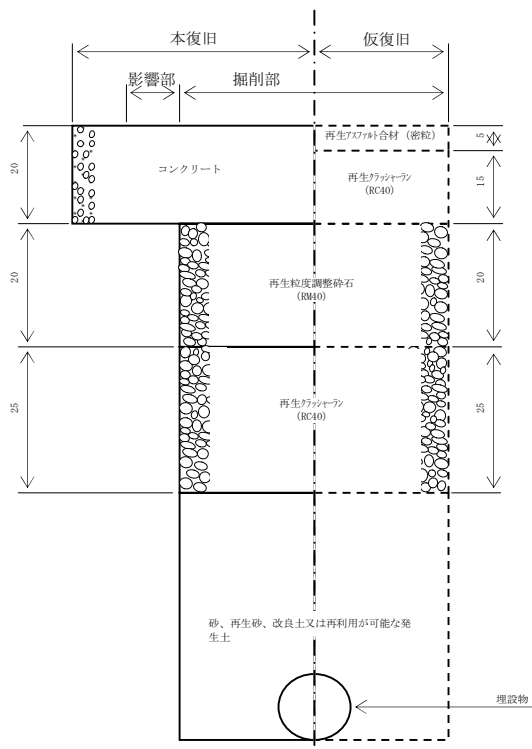 本復旧
仮復旧
影響部
掘削部
再生アスファルト合材（密粒）
5
20
コンクリート
再生クラッシャーラン
(RC40)
15
20
再生粒度調整砕石
(RM40)
20
25
再生クラッシャーラン
(RC40)
25
砂、再生砂、改良土又は再利用が可能な発
生土
埋設物